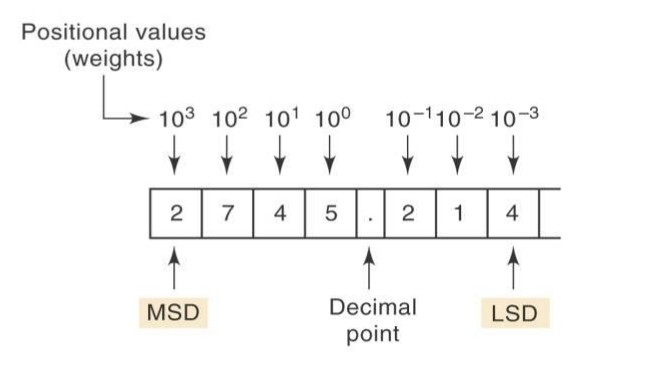 Positional values
(weights)
10³ 10² 10¹ 10⁰ 10⁻¹ 10⁻² 10⁻³
2 7 4 5 . 2 1 4
MSD Decimal point LSD